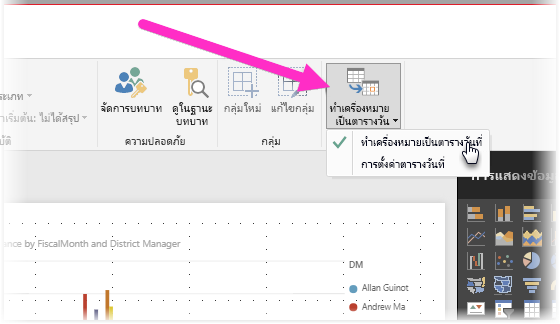 ระเภท
จัดการบทบาท
ดูในฐานะ
บทบาท
กลุ่มใหม่
แก้ไขกลุ่ม
ทำเครื่องหมาย
เป็นตารางวัน
าเริ่มต้น: ไม่ได้สรุป
บัติ
ความปลอดภัย
กลุ่ม
ทำเครื่องหมายเป็นตารางวันที่
การตั้งค่าตารางวันที่
การแสดงข้อมู
ance by FiscalMonth and District Manager
DM
Allan Guinot
Andrew Ma